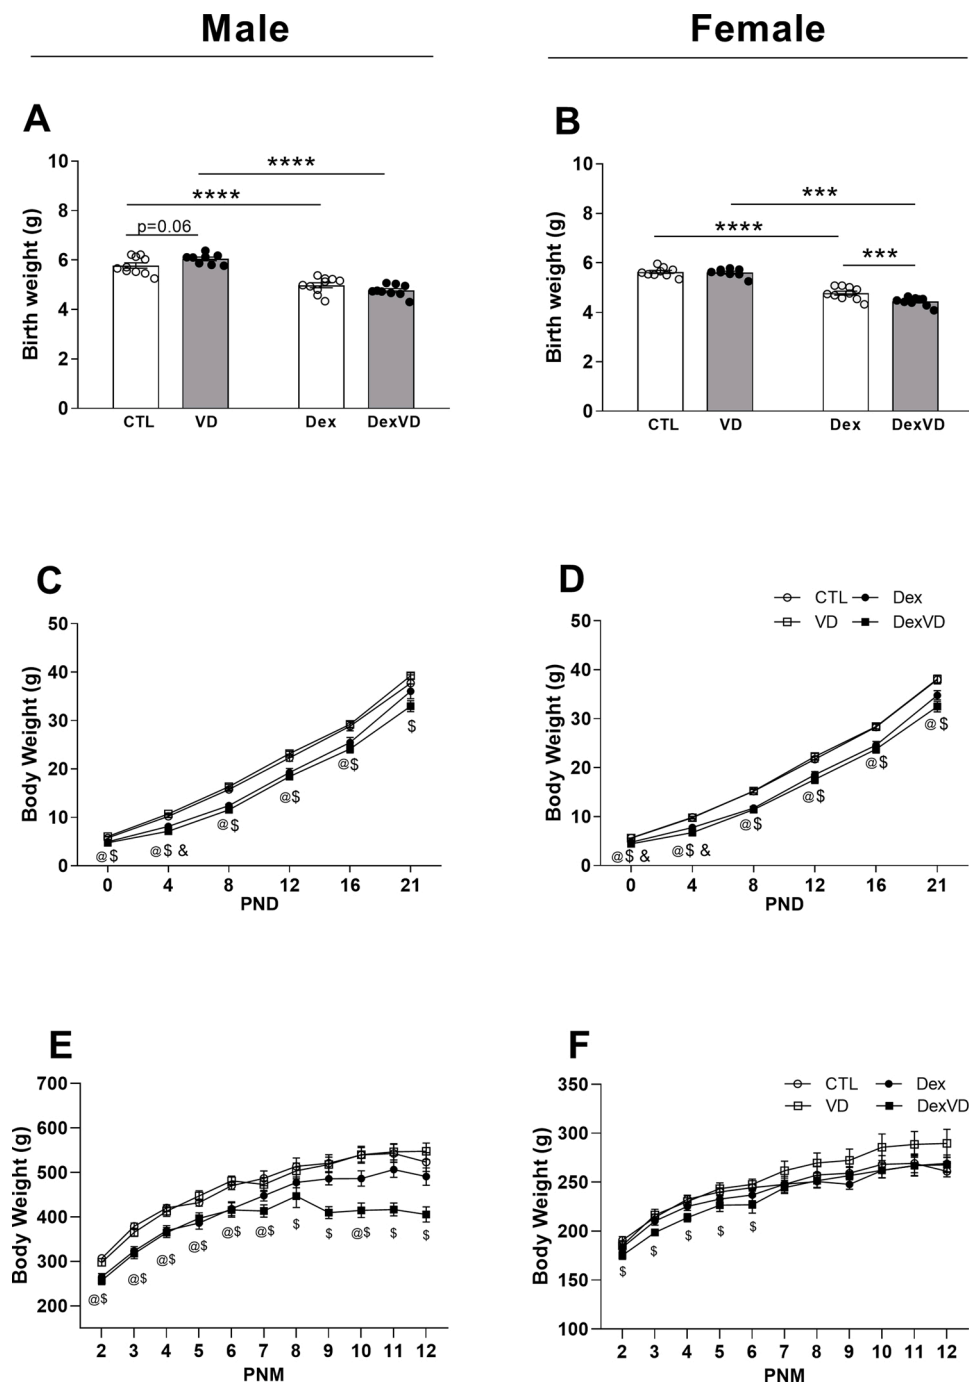 Male
Female
A
Birth weight (g)
10
8
6
4
2
0
****
****
p=0.06
CTL
VD
Dex
DexVD
B
Birth weight (g)
10
8
6
4
2
0
***
****
***
CTL
VD
Dex
DexVD
C
Body Weight (g)
50
40
30
20
10
0
@$
@$ &
@$
@$
@$
$
0
4
8
12
16
21
PND
D
CTL
Dex
VD
DexVD
Body Weight (g)
50
40
30
20
10
0
@$ &
@$ &
@$
@$
@$
@$
0
4
8
12
16
21
PND
E
Body Weight (g)
700
600
500
400
300
200
@$
@$
@$
@$
@$
@$
$
$
@$
$
$
2
3
4
5
6
7
8
9
10
11
12
PNM
F
CTL
Dex
VD
DexVD
Body Weight (g)
350
300
250
200
150
100
$
$
$
$
$
2
3
4
5
6
7
8
9
10
11
12
PNM